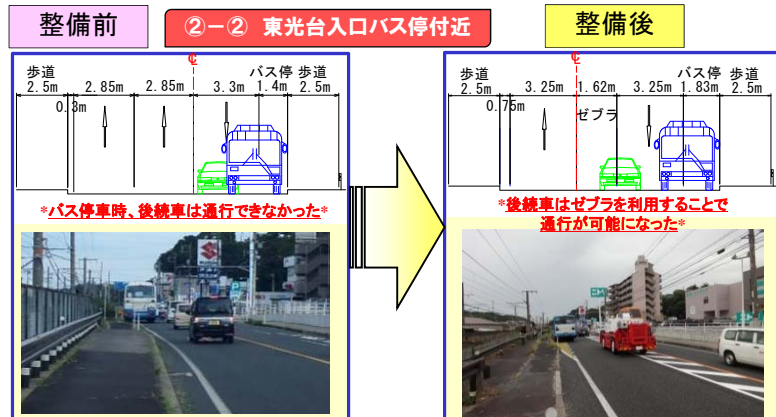 整備前
②－② 東光台入口バス停付近
整備後
℄
歩道
バス停
歩道
2.5m
2.85m
2.85m
3.3m
1.4m
2.5m
0.3m
*バス停車時、後続車は通行できなかった*
℄
歩道
バス停
歩道
2.5m
3.25m
1.62m
3.25m
1.83m
2.5m
0.75m
ゼブラ
*後続車はゼブラを利用することで
通行が可能になった*